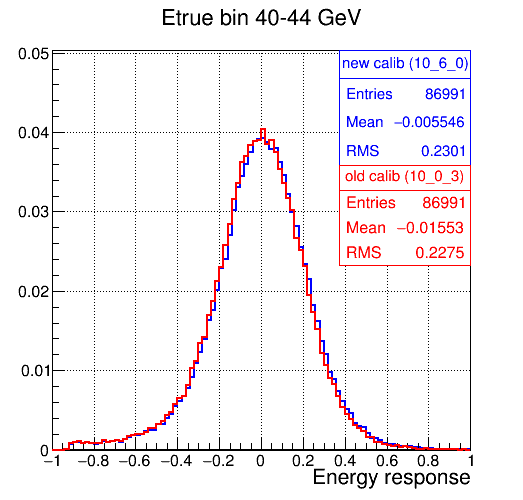 Etrue bin 40-44 GeV
new calib (10_6_0)
Entries 86991
Mean −0.005546
RMS 0.2301
old calib (10_0_3)
Entries 86991
Mean −0.01553
RMS 0.2275
0.05
0.04
0.03
0.02
0.01
0
−1 −0.8 −0.6 −0.4 −0.2 0 0.2 0.4 0.6 0.8 1
Energy response